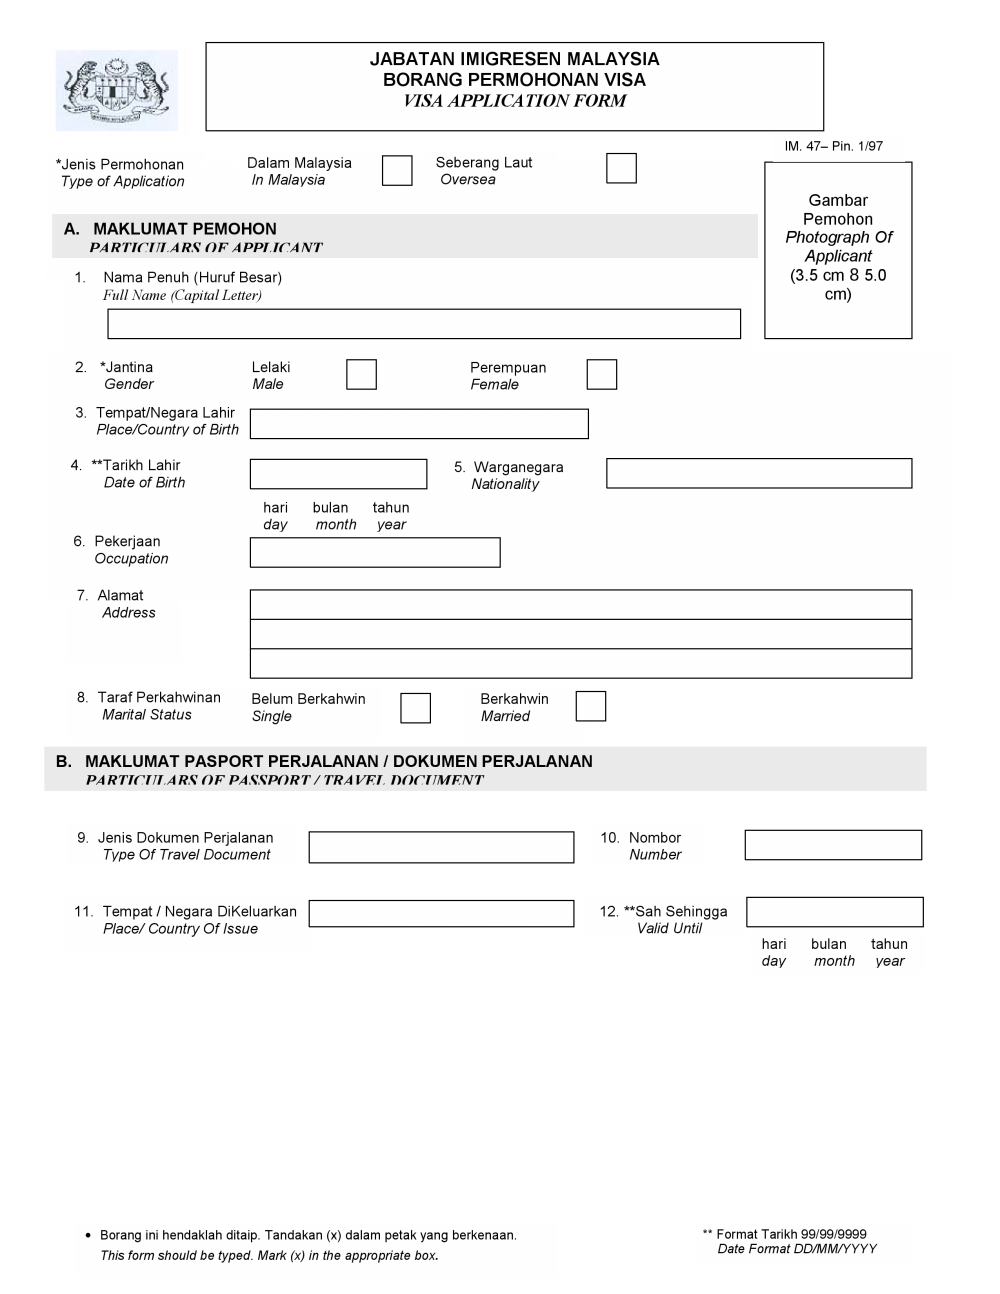 JABATAN IMIGRESEN MALAYSIA
BORANG PERMOHONAN VISA
VISA APPLICATION FORM
IM. 47– Pin. 1/97
*Jenis Permohonan Dalam Malaysia Seberang Laut
Type of Application In Malaysia Oversea
Gambar
Pemohon
Photograph Of
Applicant
(3.5 cm 8 5.0
cm)
A. MAKLUMAT PEMOHON
PARTICULARS OF APPLICANT
1. Nama Penuh (Huruf Besar)
Full Name (Capital Letter)
2. *Jantina Lelaki Perempuan
Gender Male Female
3. Tempat/Negara Lahir
Place/Country of Birth
4. **Tarikh Lahir 5. Warganegara
Date of Birth Nationality
hari bulan tahun
day month year
6. Pekerjaan
Occupation
7. Alamat
Address
8. Taraf Perkahwinan Belum Berkahwin Berkahwin
Marital Status Single Married
B. MAKLUMAT PASPORT PERJALANAN / DOKUMEN PERJALANAN
PARTICULARS OF PASSPORT / TRAVEL DOCUMENT
9. Jenis Dokumen Perjalanan 10. Nombor
Type Of Travel Document Number
11. Tempat / Negara DiKeluarkan 12. **Sah Sehingga
Place/ Country Of Issue Valid Until
hari bulan tahun
day month year
• Borang ini hendaklah ditaip. Tandakan (x) dalam petak yang berkenaan. ** Format Tarikh 99/99/9999
This form should be typed. Mark (x) in the appropriate box. Date Format DD/MM/YYYY